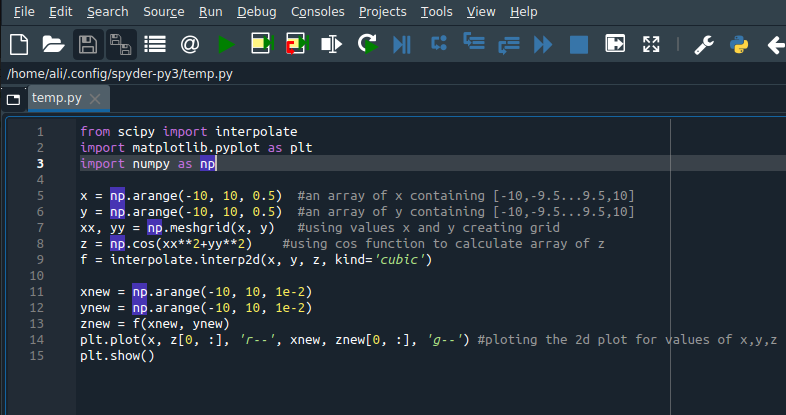 File Edit Search Source Run Debug Consoles Projects Tools View Help
/home/ali/.config/spyder-py3/temp.py
temp.py
1 from scipy import interpolate
2 import matplotlib.pyplot as plt
3 import numpy as np
4
5 x = np.arange(-10, 10, 0.5)  #an array of x containing [-10,-9.5...9.5,10]
6 y = np.arange(-10, 10, 0.5)  #an array of y containing [-10,-9.5...9.5,10]
7 xx, yy = np.meshgrid(x, y)   #using values x and y creating grid
8 z = np.cos(xx**2+yy**2)    #using cos function to calculate array of z
9 f = interpolate.interp2d(x, y, z, kind='cubic')
10
11 xnew = np.arange(-10, 10, 1e-2)
12 ynew = np.arange(-10, 10, 1e-2)
13 znew = f(xnew, ynew)
14 plt.plot(x, z[0, :], 'r--', xnew, znew[0, :], 'g--') #ploting the 2d plot for values of x,y,z
15 plt.show()